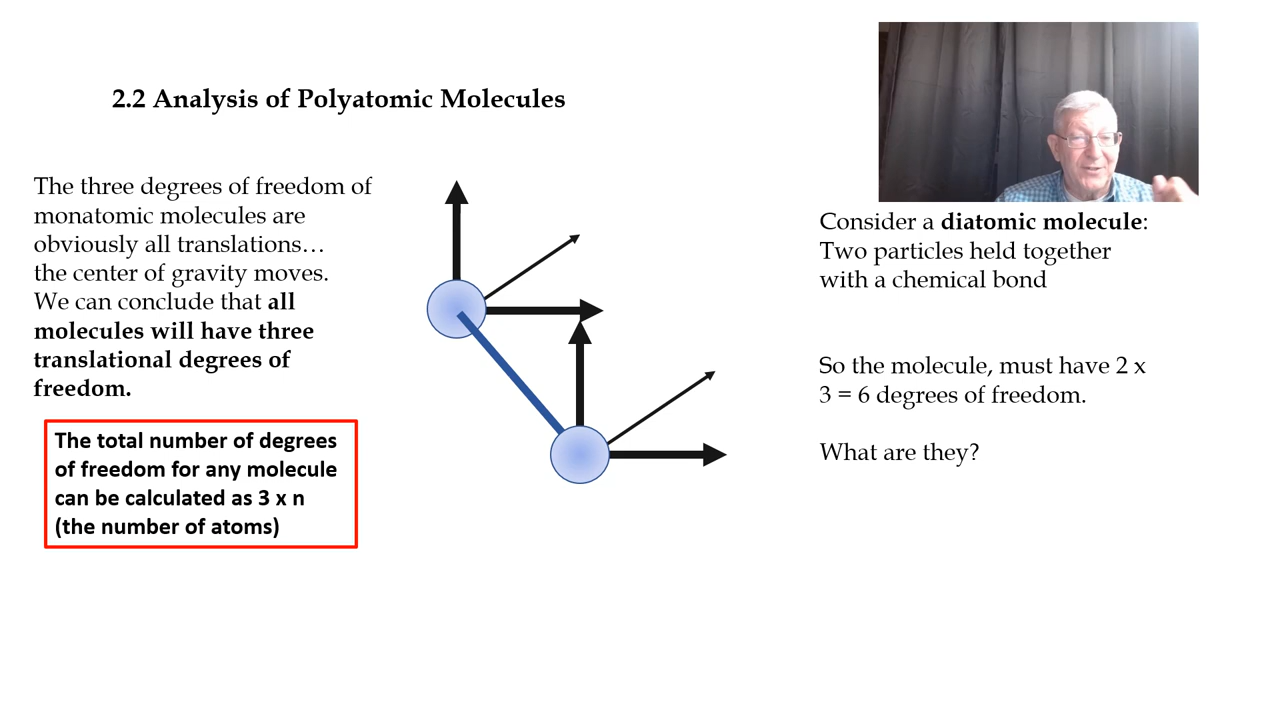 2.2 Analysis of Polyatomic Molecules
The three degrees of freedom of
monatomic molecules are
obviously all translations…
the center of gravity moves.
We can conclude that all
molecules will have three
translational degrees of
freedom.
The total number of degrees
of freedom for any molecule
can be calculated as 3 x n
(the number of atoms)
Consider a diatomic molecule:
Two particles held together
with a chemical bond
So the molecule, must have 2 x
3 = 6 degrees of freedom.
What are they?